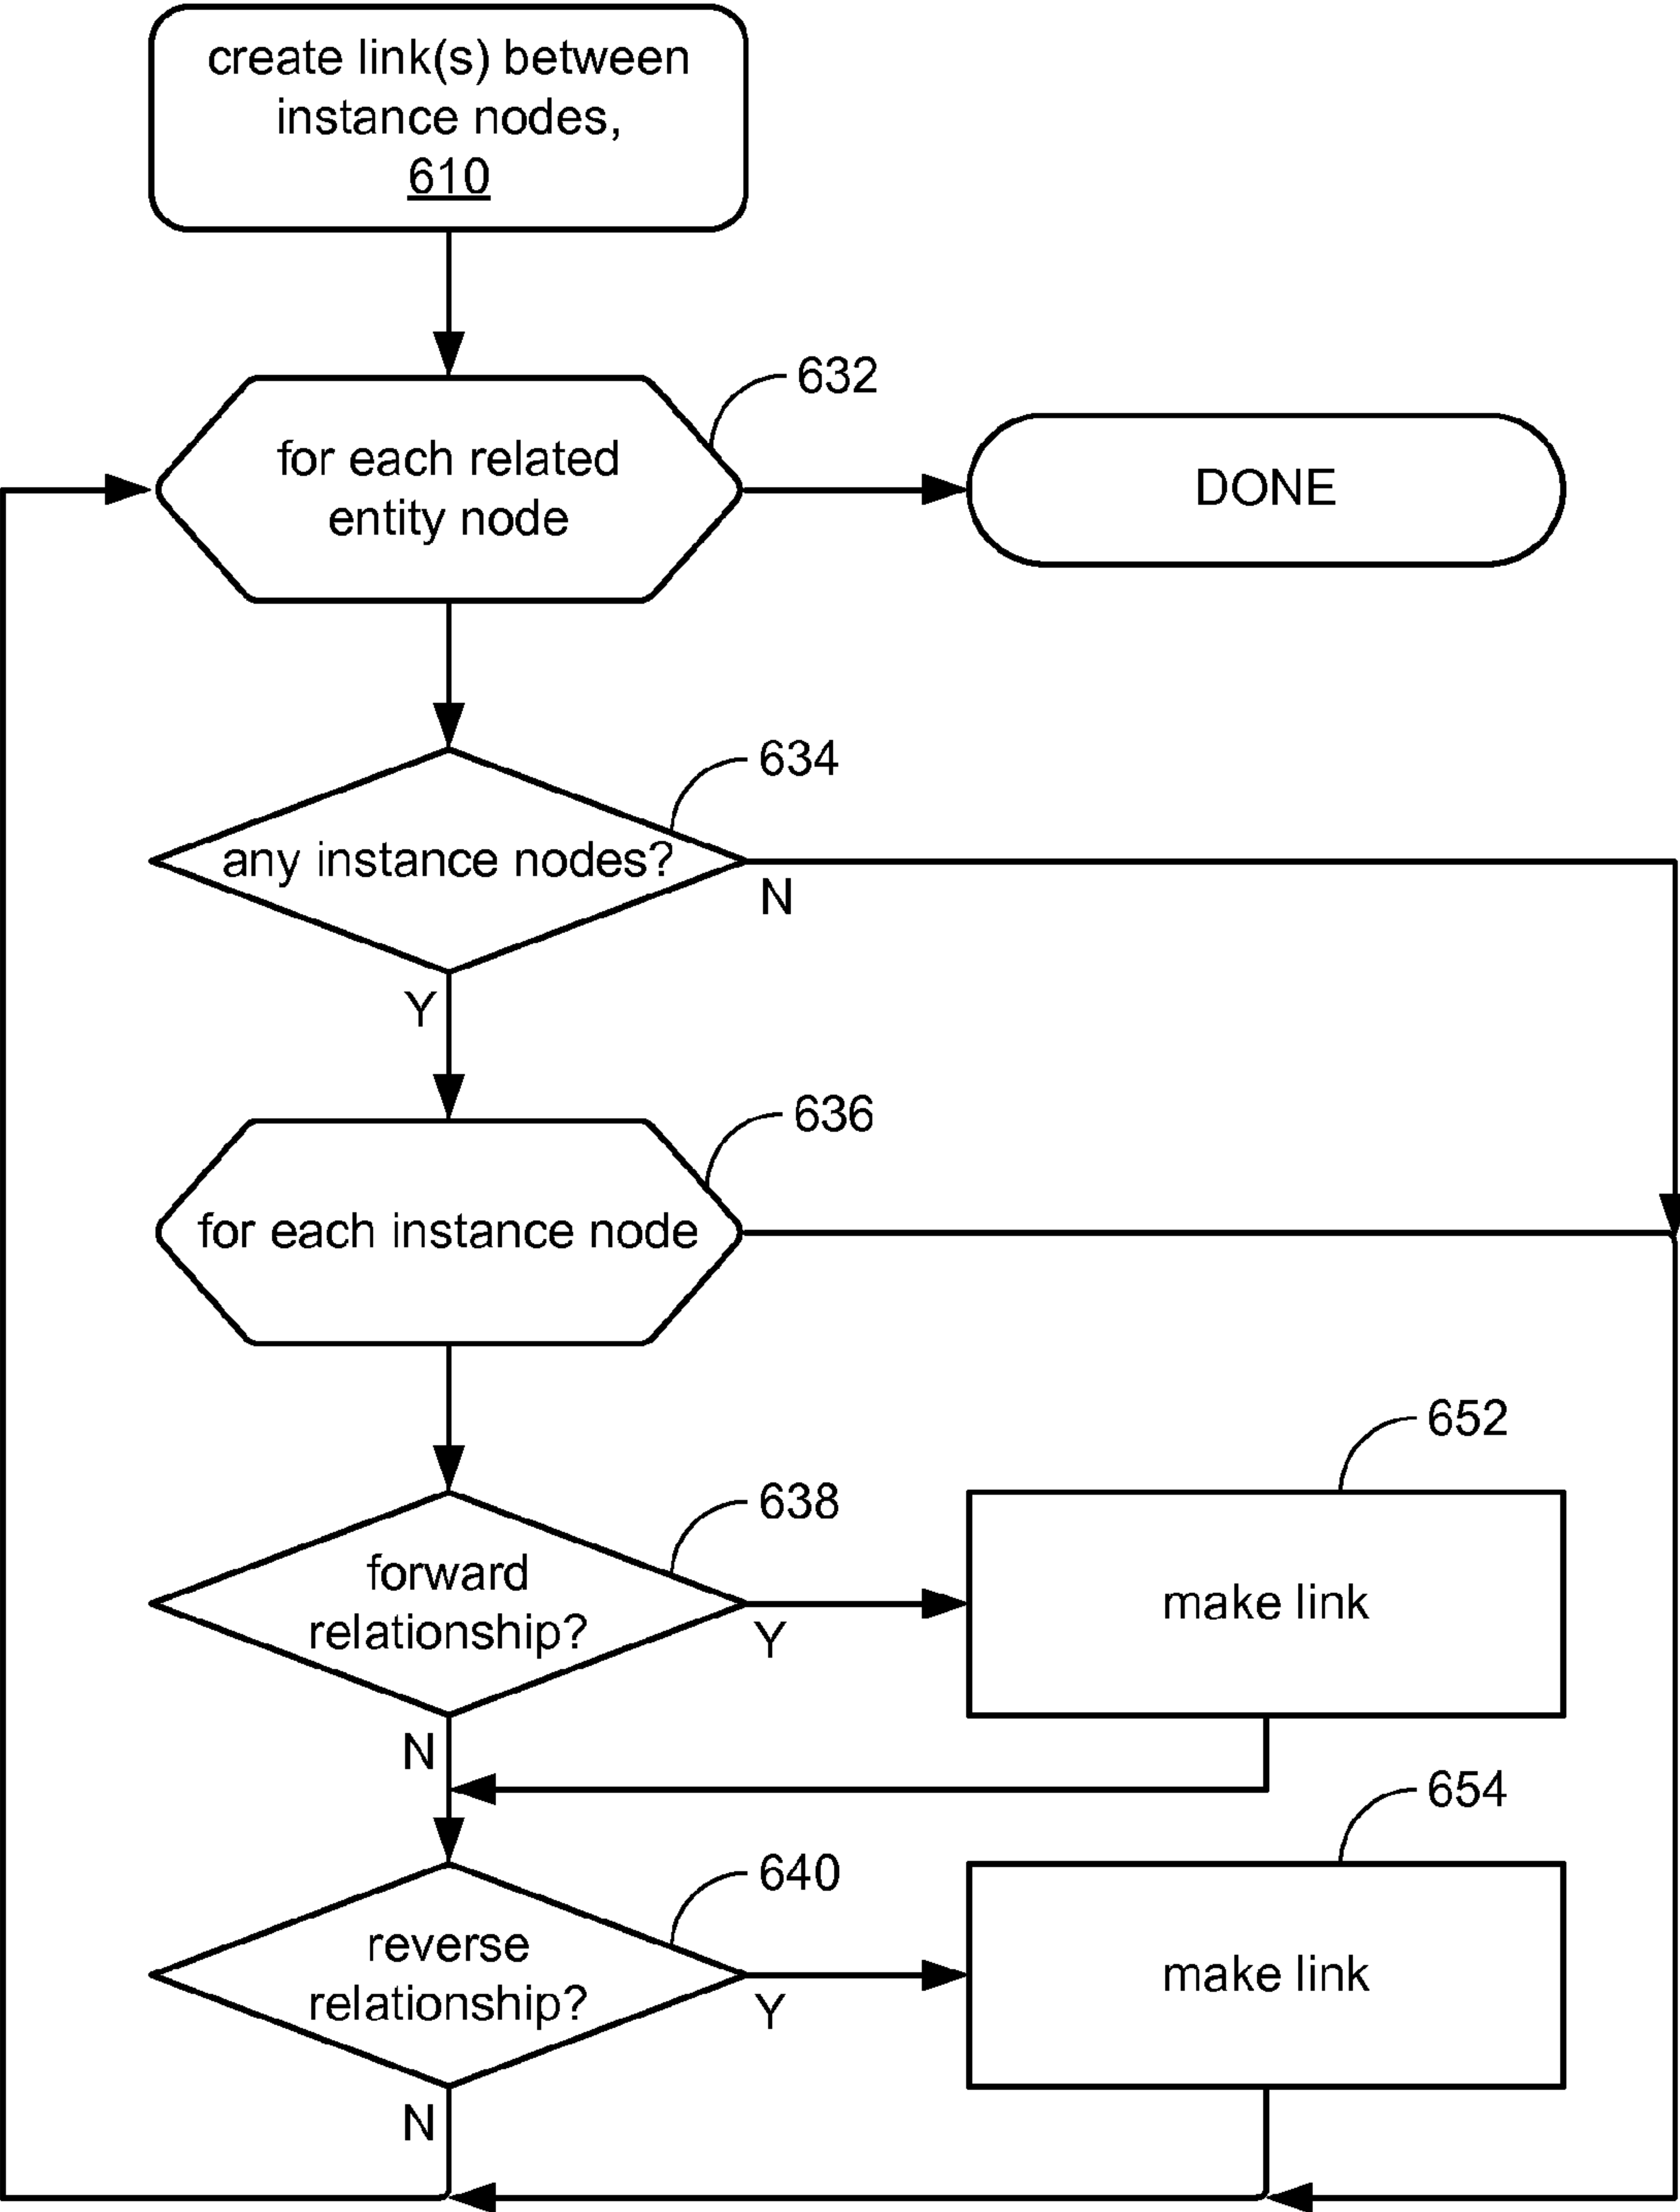 create link(s) between
instance nodes,
610
632
for each related
entity node
DONE
634
any instance nodes?
N
Y
636
for each instance node
652
638
forward
relationship?
Y
make link
N
654
640
reverse
relationship?
Y
make link
N